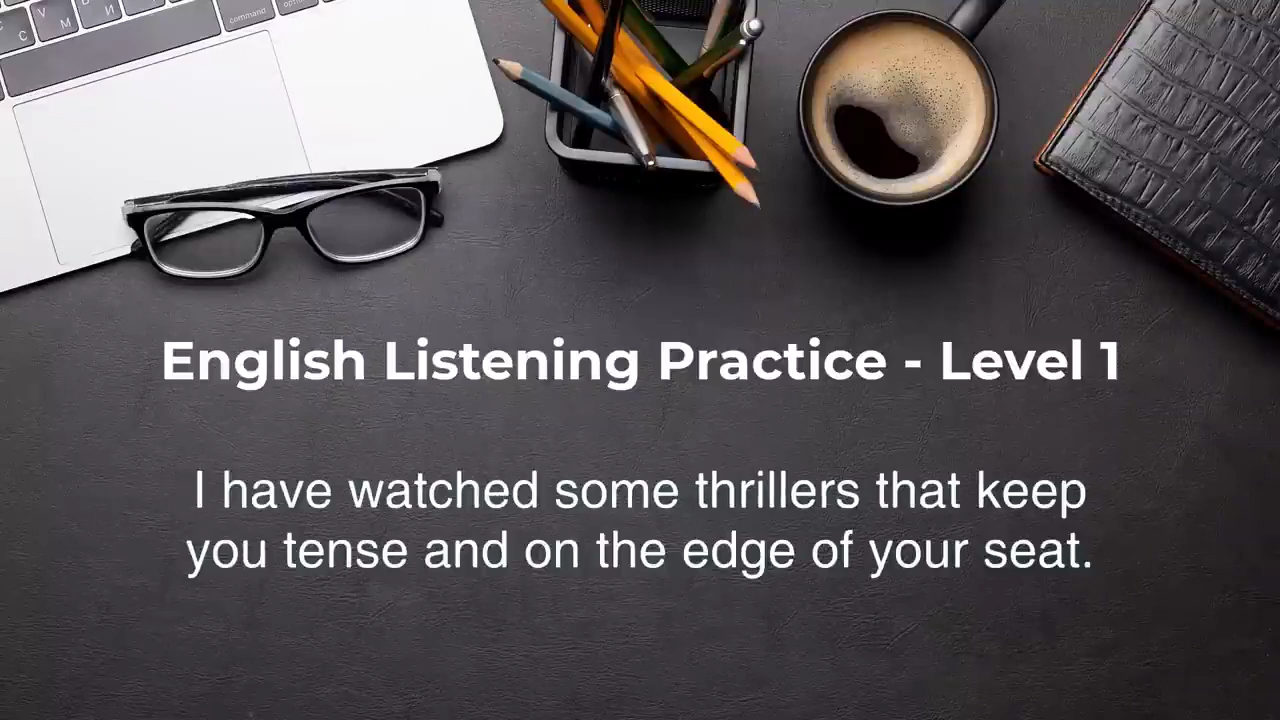 C
V
M
И
command
option
English Listening Practice - Level 1
I have watched some thrillers that keep
you tense and on the edge of your seat.